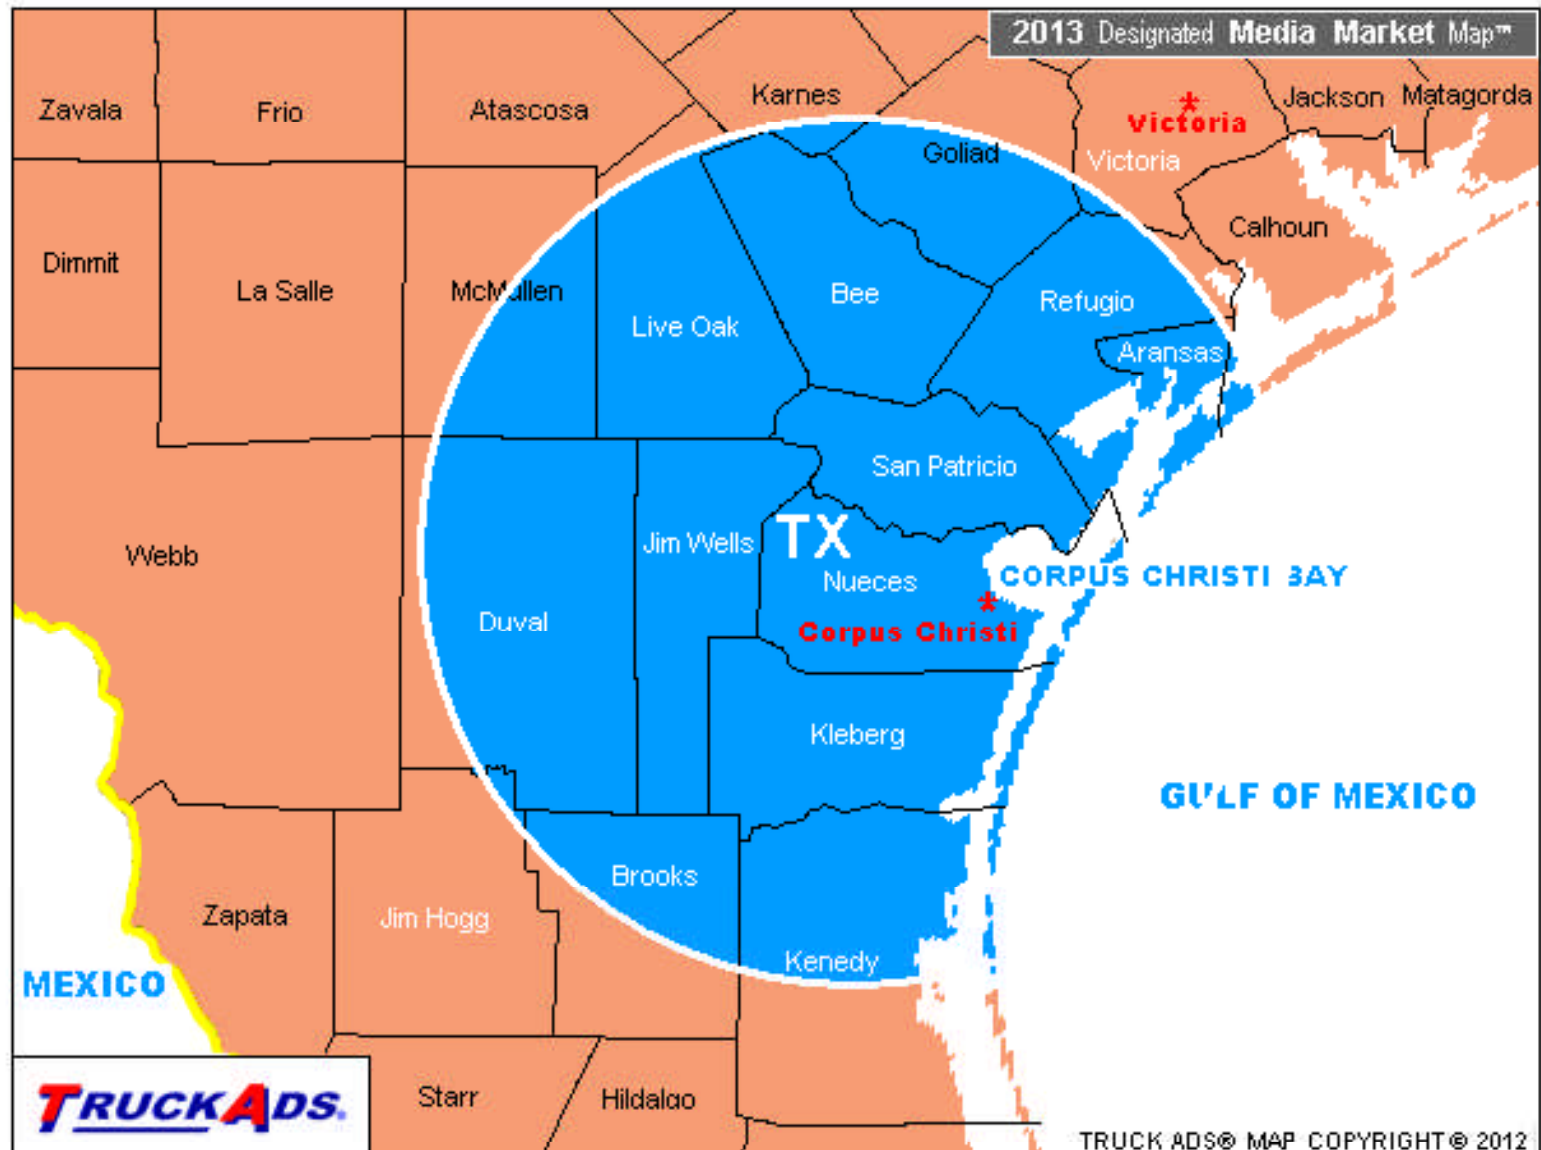 2013 Designated Media Market Map™
Karnes
Jackson
Matagorda
Zavala
Frio
Atascosa
Victoria
Goliad
Victoria
Calhoun
Dimmit
La Salle
McMullen
Bee
Refugio
Live Oak
Aransas
San Patricio
TX
Jim Wells
Webb
Nueces
CORPUS CHRISTI BAY
Duval
Corpus Christi
Kleberg
GULF OF MEXICO
Brooks
Zapata
Jim Hogg
Kenedy
MEXICO
TRUCKADS.
Starr
Hidalgo
TRUCK ADS® MAP COPYRIGHT © 2012